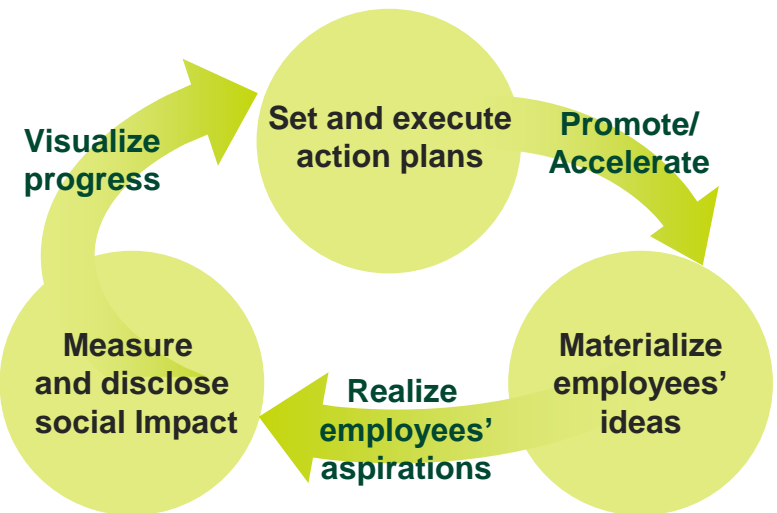 Set and execute
action plans
Promote/
Accelerate
Materialize
employees’
ideas
Realize
employees’
aspirations
Measure
and disclose
social Impact
Visualize
progress